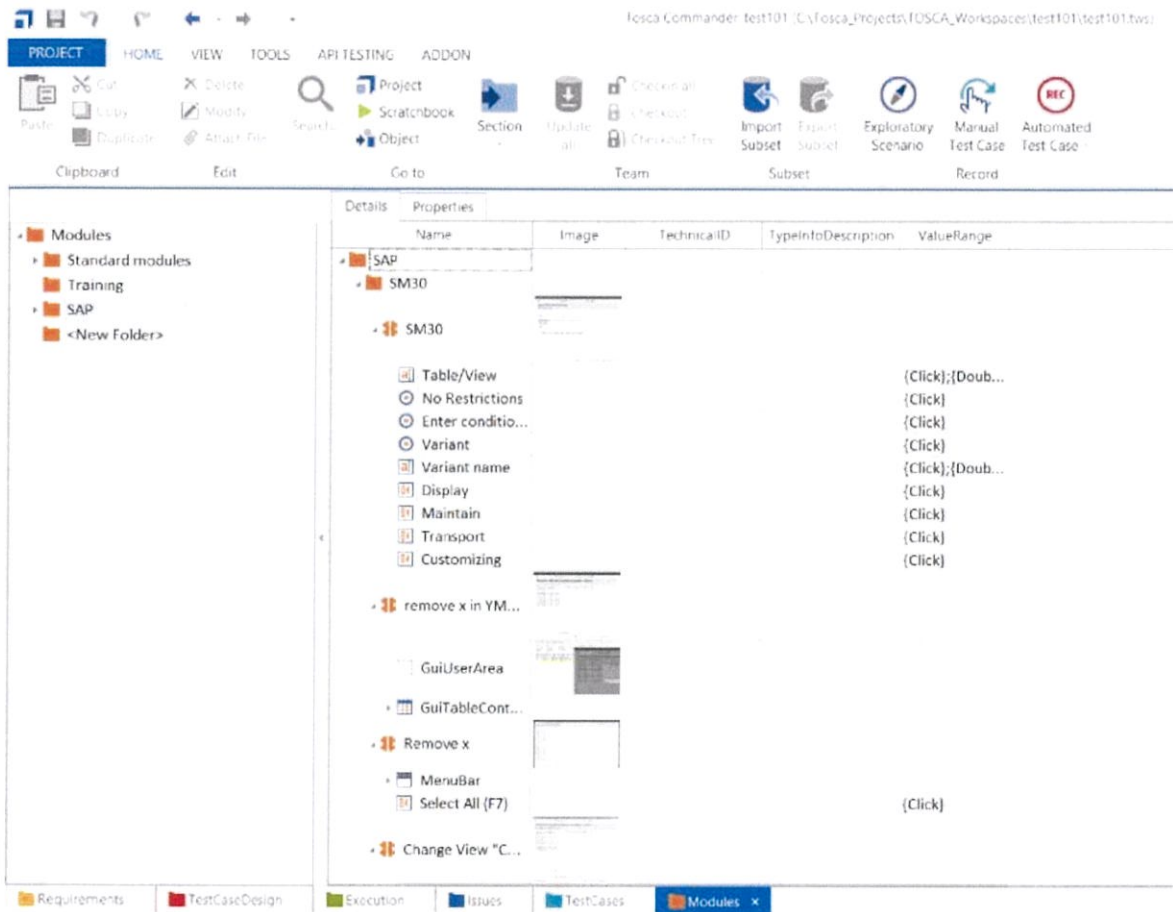 Tosca Commander test101 (C:\Tosca_Projects\TOSCA_Workspaces\test101\test101.tws)
PROJECT HOME VIEW TOOLS API TESTING ADDON
Paste
Cut
Copy
Duplicate
Clipboard
Delete
Modify
Attach File
Edit
Search
Project
Scratchbook
Object
Section
Go to
Update all
Checkin all
Checkout
Checkout Tree
Team
Import Subset
Export Subset
Subset
Exploratory Scenario
Manual Test Case
REC
Automated Test Case
Record
Modules
Standard modules
Training
SAP
<New Folder>
Details Properties
Name Image TechnicalID TypeInfoDescription ValueRange
SAP
SM30
SM30
Table/View {Click};{Doub...
No Restrictions {Click}
Enter conditio... {Click}
Variant {Click}
Variant name {Click};{Doub...
Display {Click}
Maintain {Click}
Transport {Click}
Customizing {Click}
remove x in YM...
GuiUserArea
GuiTableCont...
Remove x
MenuBar
Select All (F7) {Click}
Change View "C...
Requirements TestCaseDesign Execution Issues TestCases Modules ×